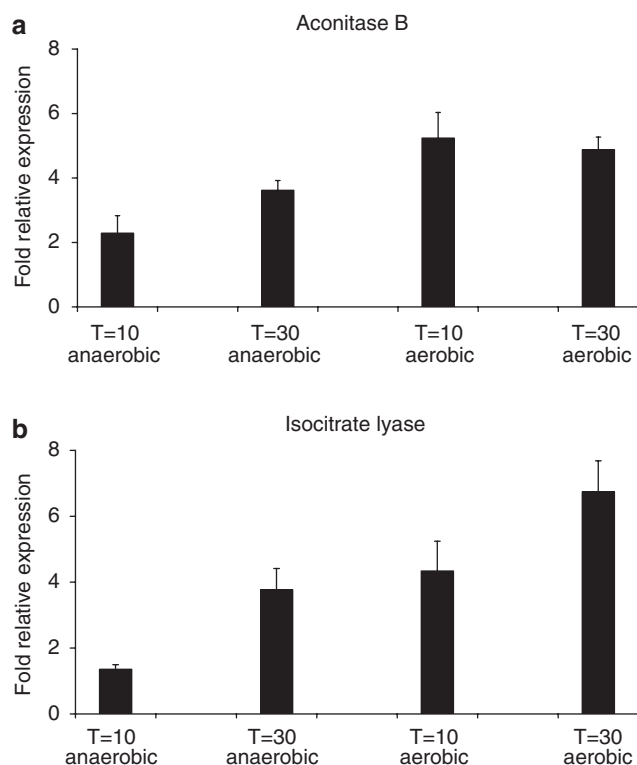 a
Aconitase B
Fold relative expression
8
6
4
2
0
T=10 T=30 T=10 T=30
anaerobic anaerobic aerobic aerobic
b
Isocitrate lyase
Fold relative expression
8
6
4
2
0
T=10 T=30 T=10 T=30
anaerobic anaerobic aerobic aerobic